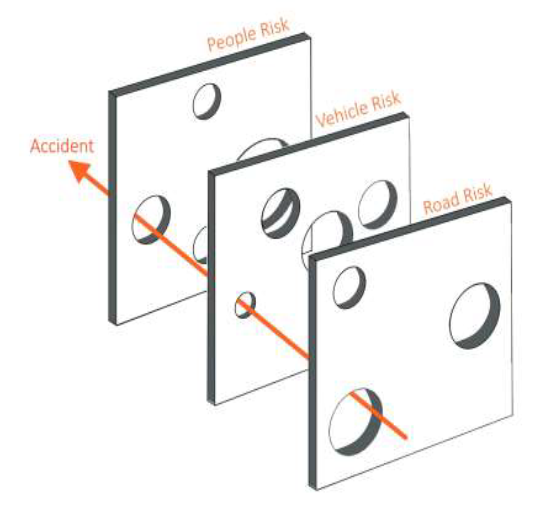 People Risk
Vehicle Risk
Accident
Road Risk